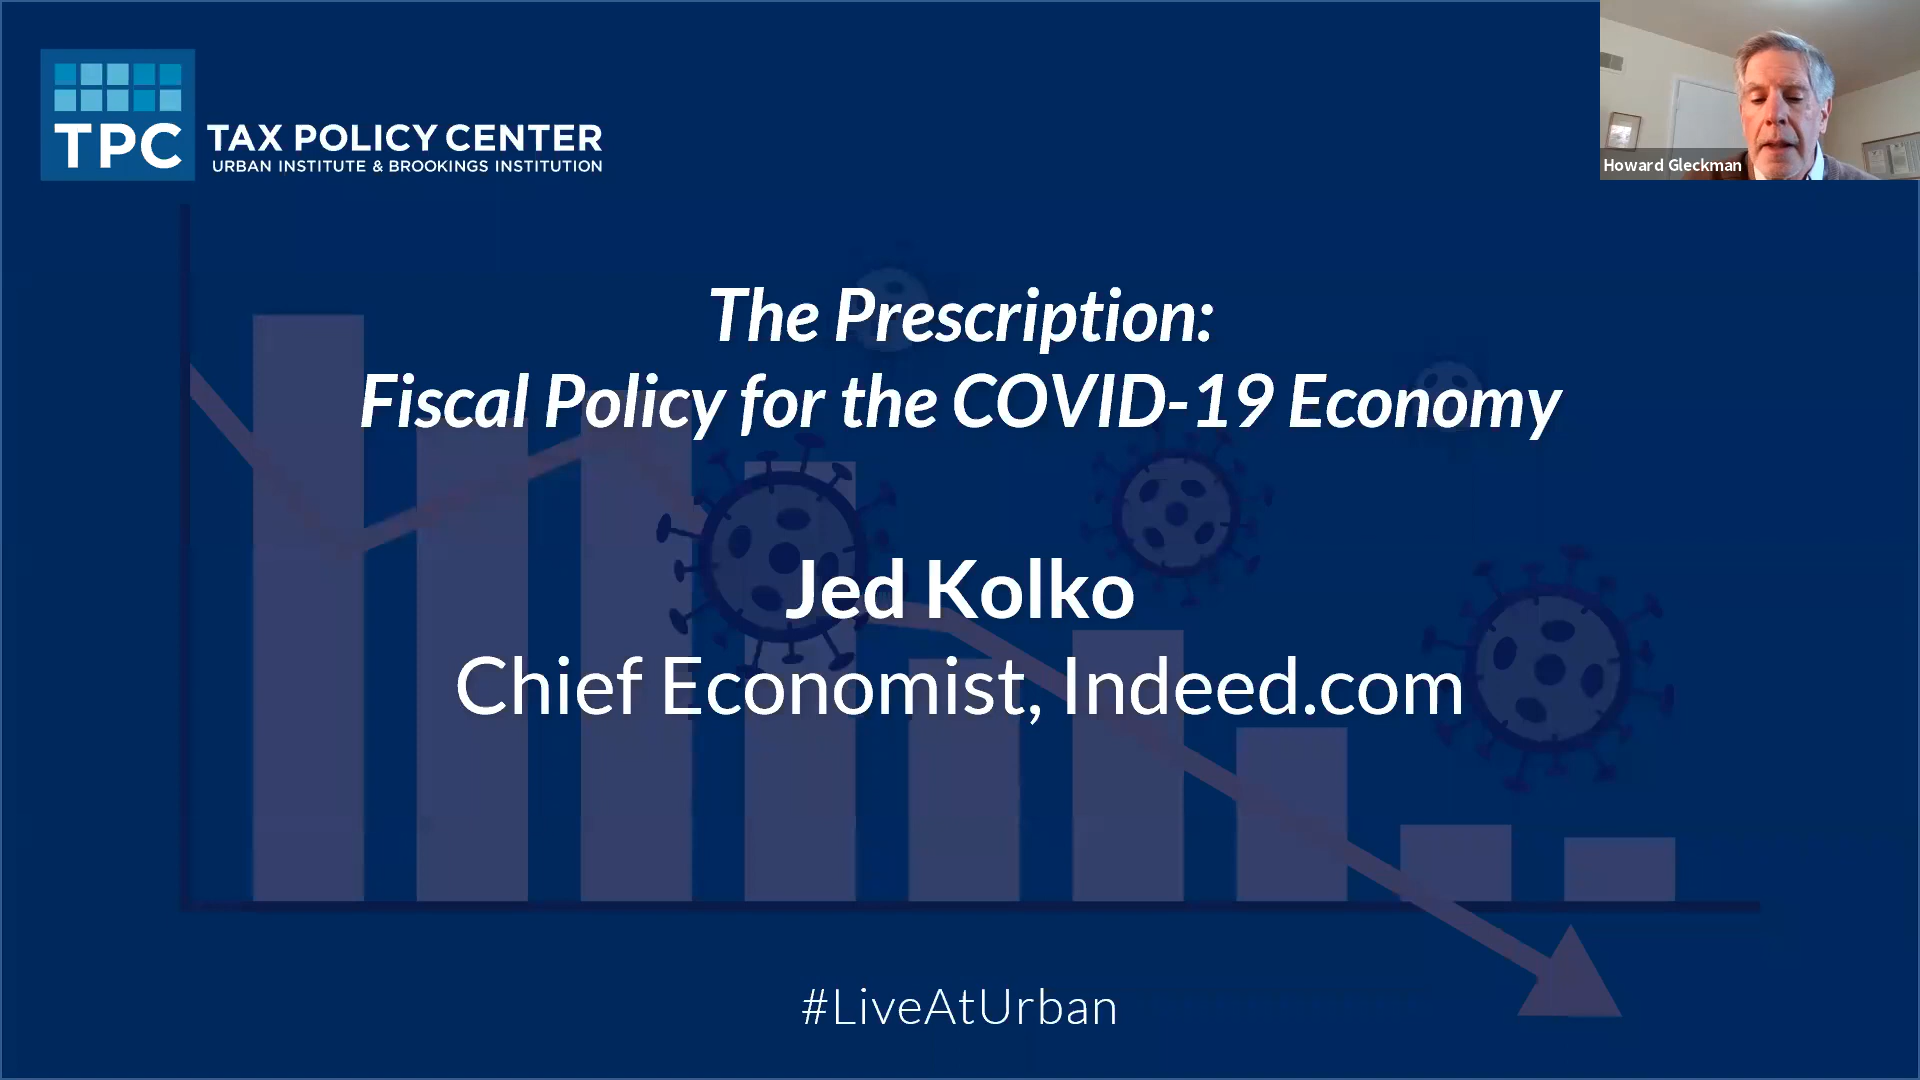 TPC
TAX POLICY CENTER
URBAN INSTITUTE & BROOKINGS INSTITUTION
Howard Gleckman
The Prescription:
Fiscal Policy for the COVID-19 Economy
Jed Kolko
Chief Economist, Indeed.com
#LiveAtUrban